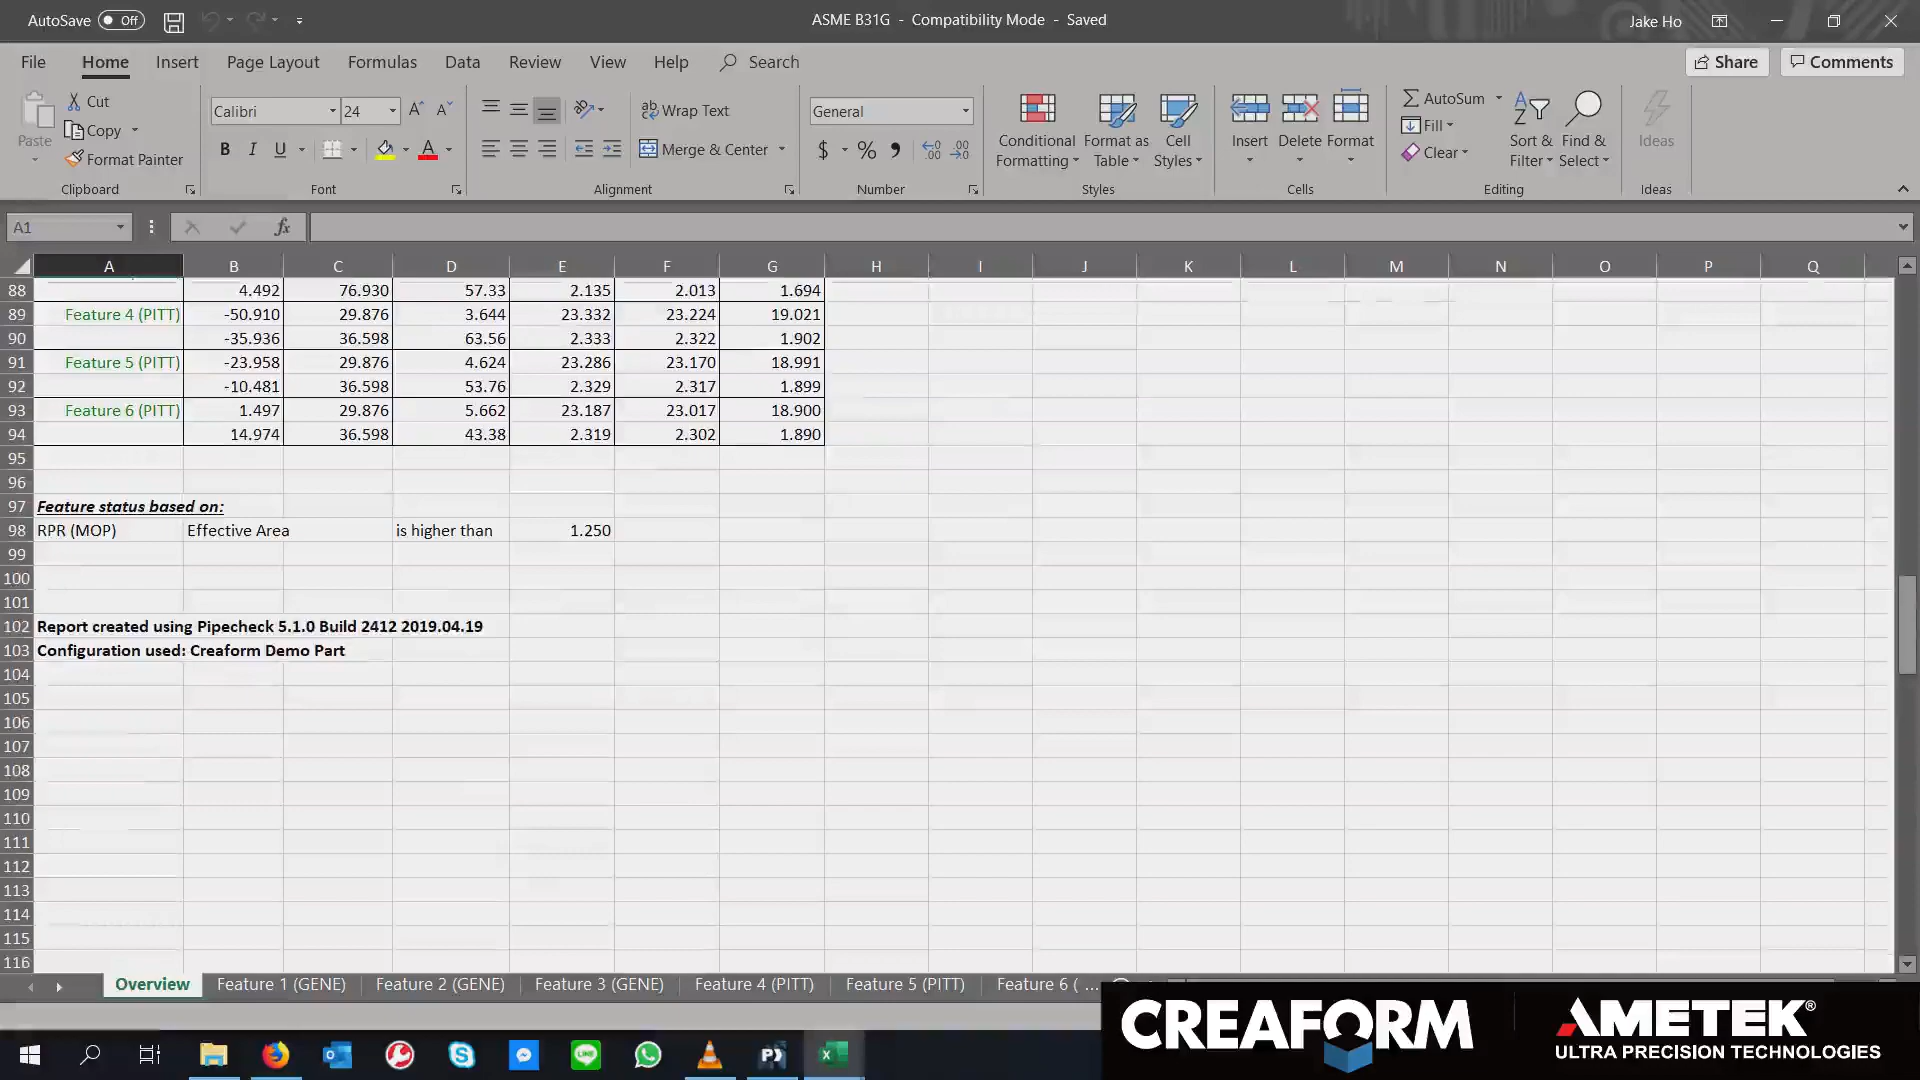 AutoSave Off
ASME B31G - Compatibility Mode - Saved
Jake Ho
File Home Insert Page Layout Formulas Data Review View Help Search
Share Comments
Paste
Cut
Copy
Format Painter
Clipboard
Calibri 24
B I U
Font
Wrap Text
Merge & Center
Alignment
General
$ % 9
Number
Conditional Formatting
Format as Table
Cell Styles
Styles
Insert Delete Format
Cells
AutoSum
Fill
Clear
Sort & Filter
Find & Select
Editing
Ideas
Ideas
A1 fx
A B C D E F G H I J K L M N O P Q
88 4.492 76.930 57.33 2.135 2.013 1.694
89 Feature 4 (PITT) -50.910 29.876 3.644 23.332 23.224 19.021
90 -35.936 36.598 63.56 2.333 2.322 1.902
91 Feature 5 (PITT) -23.958 29.876 4.624 23.286 23.170 18.991
92 -10.481 36.598 53.76 2.329 2.317 1.899
93 Feature 6 (PITT) 1.497 29.876 5.662 23.187 23.017 18.900
94 14.974 36.598 43.38 2.319 2.302 1.890
95
96
97 Feature status based on:
98 RPR (MOP) Effective Area is higher than 1.250
99
100
101
102 Report created using Pipecheck 5.1.0 Build 2412 2019.04.19
103 Configuration used: Creaform Demo Part
104
105
106
107
108
109
110
111
112
113
114
115
116
Overview Feature 1 (GENE) Feature 2 (GENE) Feature 3 (GENE) Feature 4 (PITT) Feature 5 (PITT) Feature 6 ( ...
CREAFORM
AMETEK®
ULTRA PRECISION TECHNOLOGIES